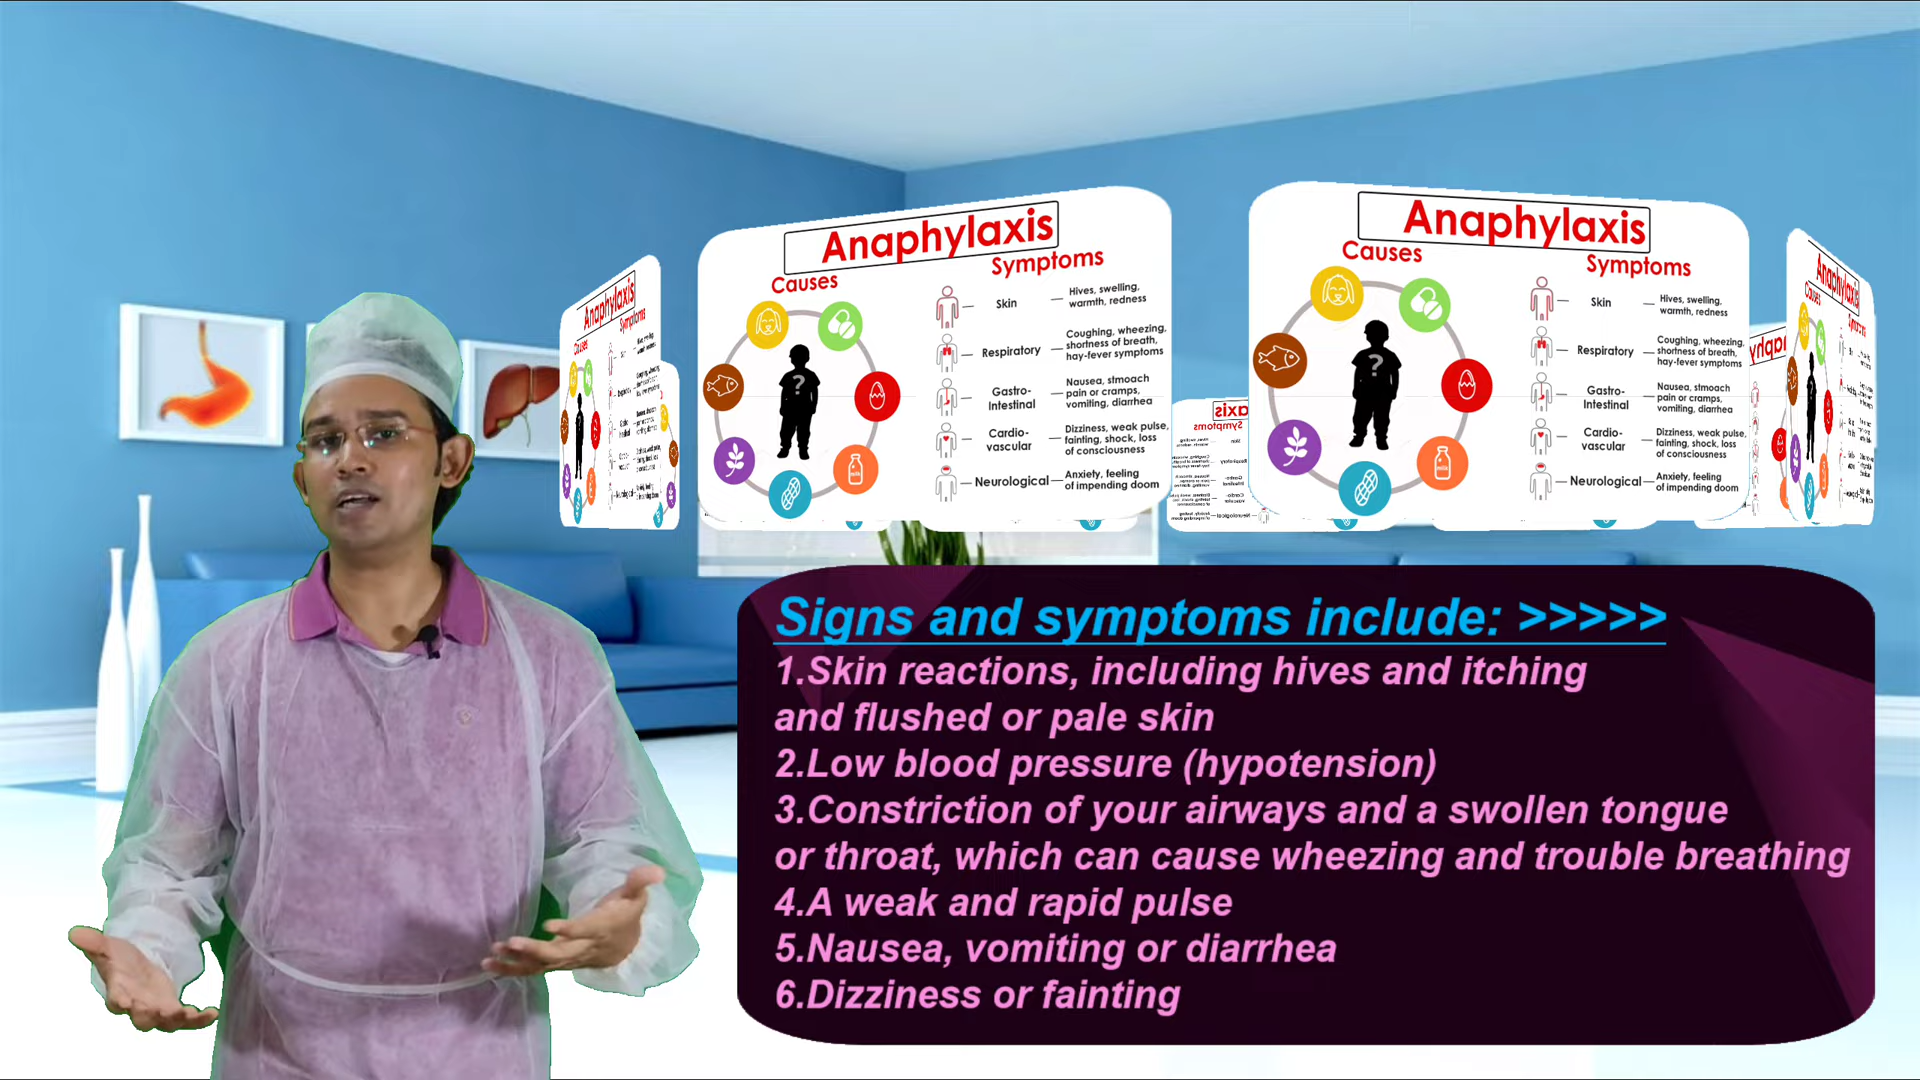 Anaphylaxis
Causes
Symptoms
Skin
Hives, swelling,
warmth, redness
Respiratory
Coughing, wheezing,
shortness of breath,
hay-fever symptoms
Gastro-
Intestinal
Nausea, stmoach
pain or cramps,
vomiting, diarrhea
Cardio-
vascular
Dizziness, weak pulse,
fainting, shock, loss
of consciousness
Neurological
Anxiety, feeling
of impending doom
?
Anaphylaxis
Causes
Symptoms
Skin
Hives, swelling,
warmth, redness
Respiratory
Coughing, wheezing,
shortness of breath,
hay-fever symptoms
Gastro-
Intestinal
Nausea, stmoach
pain or cramps,
vomiting, diarrhea
Cardio-
vascular
Dizziness, weak pulse,
fainting, shock, loss
of consciousness
Neurological
Anxiety, feeling
of impending doom
?
Anaphylaxis
Causes
Symptoms
Anaphylaxis
Causes
Signs and symptoms include: >>>>>
1.Skin reactions, including hives and itching
and flushed or pale skin
2.Low blood pressure (hypotension)
3.Constriction of your airways and a swollen tongue
or throat, which can cause wheezing and trouble breathing
4.A weak and rapid pulse
5.Nausea, vomiting or diarrhea
6.Dizziness or fainting